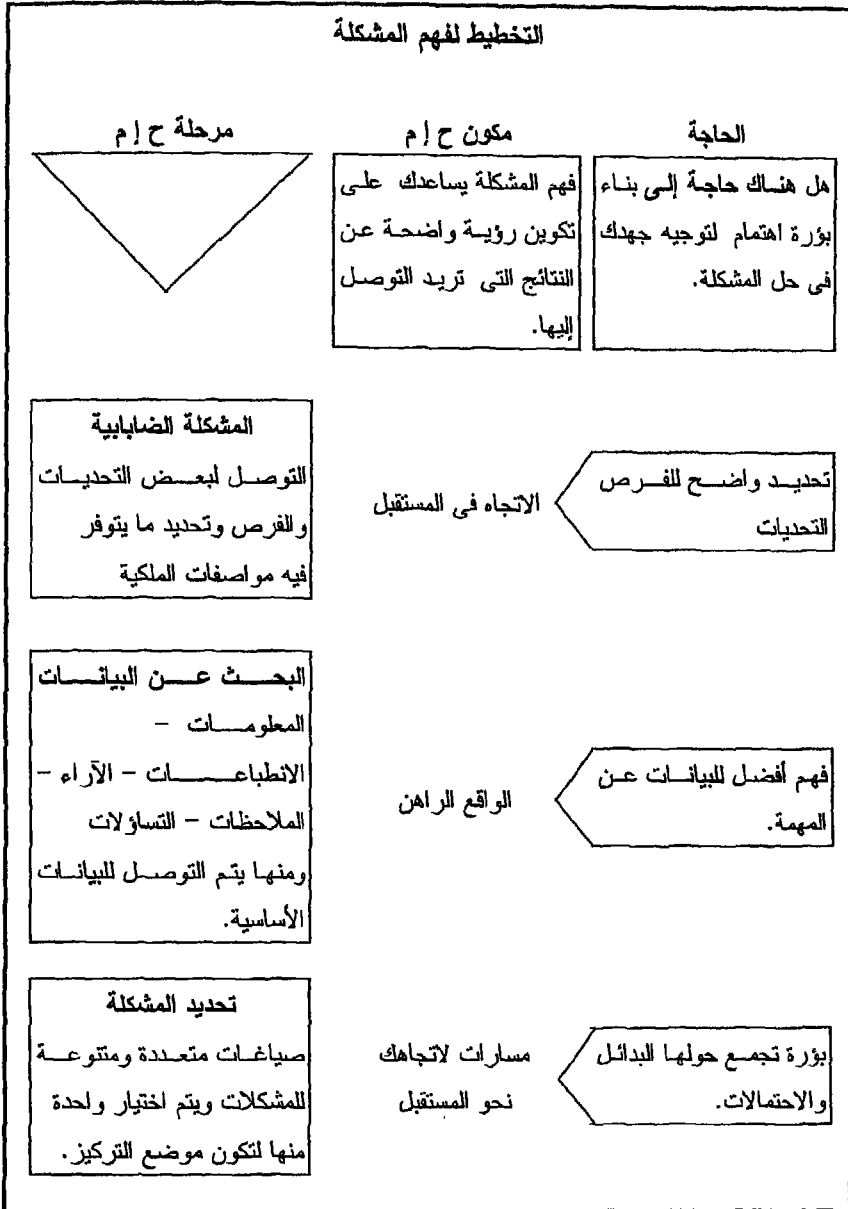 التخطيط لفهم المشكلة
الحاجة
هل هناك حاجة إلى بناء
بؤرة اهتمام لتوجيه جهدك
فى حل المشكلة.
مكون ح إ م
فهم المشكلة يساعدك على
تكوين رؤية واضحة عن
النتائج التى تريد التوصل
إليها.
مرحلة ح إ م
تحديد واضح للفرص
التحديات
الاتجاه فى المستقبل
المشكلة الضابابية
التوصل لبعض التحديات
والفرص وتحديد ما يتوفر
فيه مواصفات الملكية
فهم أفضل للبيانات عن
المهمة.
الواقع الراهن
البحث عن البيانات
المعلومات –
الانطباعات – الآراء –
الملاحظات – التساؤلات
ومنها يتم التوصل للبيانات
الأساسية.
بؤرة تجمع حولها البدائل
والاحتمالات.
مسارات لاتجاهك
نحو المستقبل
تحديد المشكلة
صياغات متعددة ومتنوعة
للمشكلات ويتم اختيار واحدة
منها لتكون موضع التركيز.